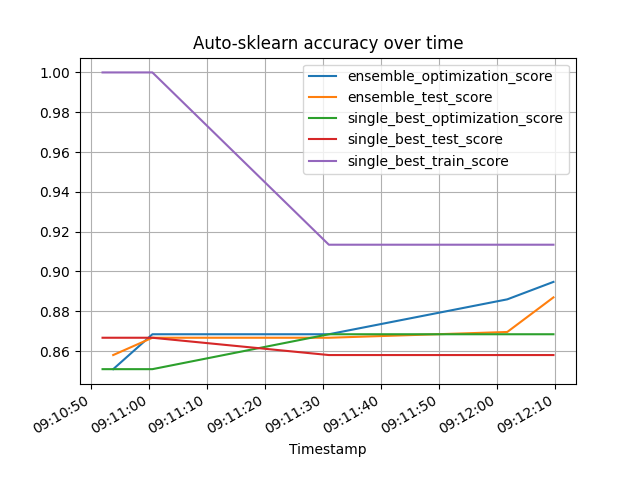 Auto-sklearn accuracy over time
1.00
0.98
0.96
0.94
0.92
0.90
0.88
0.86
ensemble_optimization_score
ensemble_test_score
single_best_optimization_score
single_best_test_score
single_best_train_score
09:10:50
09:11:00
09:11:10
09:11:20
09:11:30
09:11:40
09:11:50
09:12:00
09:12:10
Timestamp